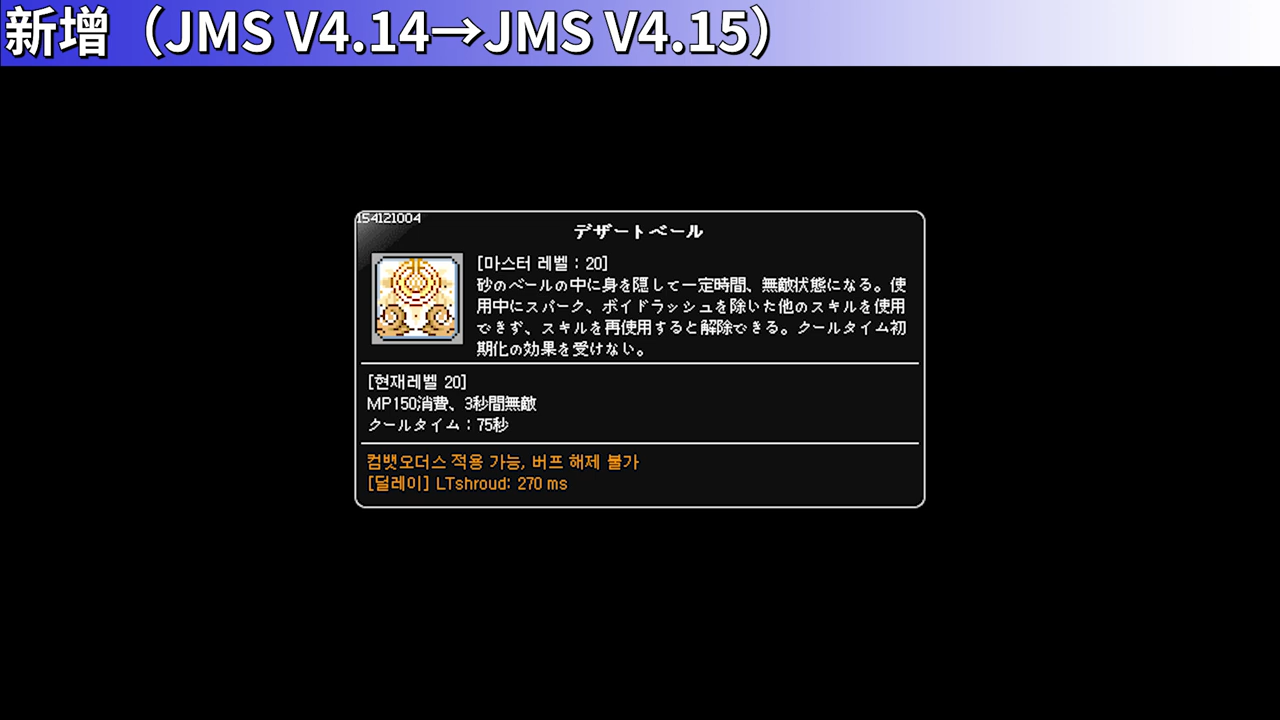 新增（JMS V4.14→JMS V4.15）
154121004
デザートベール
[마스터 레벨 : 20]
砂のベールの中に身を隠して一定時間、無敵状態になる。使
用中にスパーク、ボイドラッシュを除いた他のスキルを使用
できず、スキルを再使用すると解除できる。クールタイム初
期化の効果を受けない。
[현재레벨 20]
MP150消費、3秒間無敵
クールタイム：75秒
컴뱃오더스 적용 가능, 버프 해제 불가
[딜레이] LTshroud: 270 ms